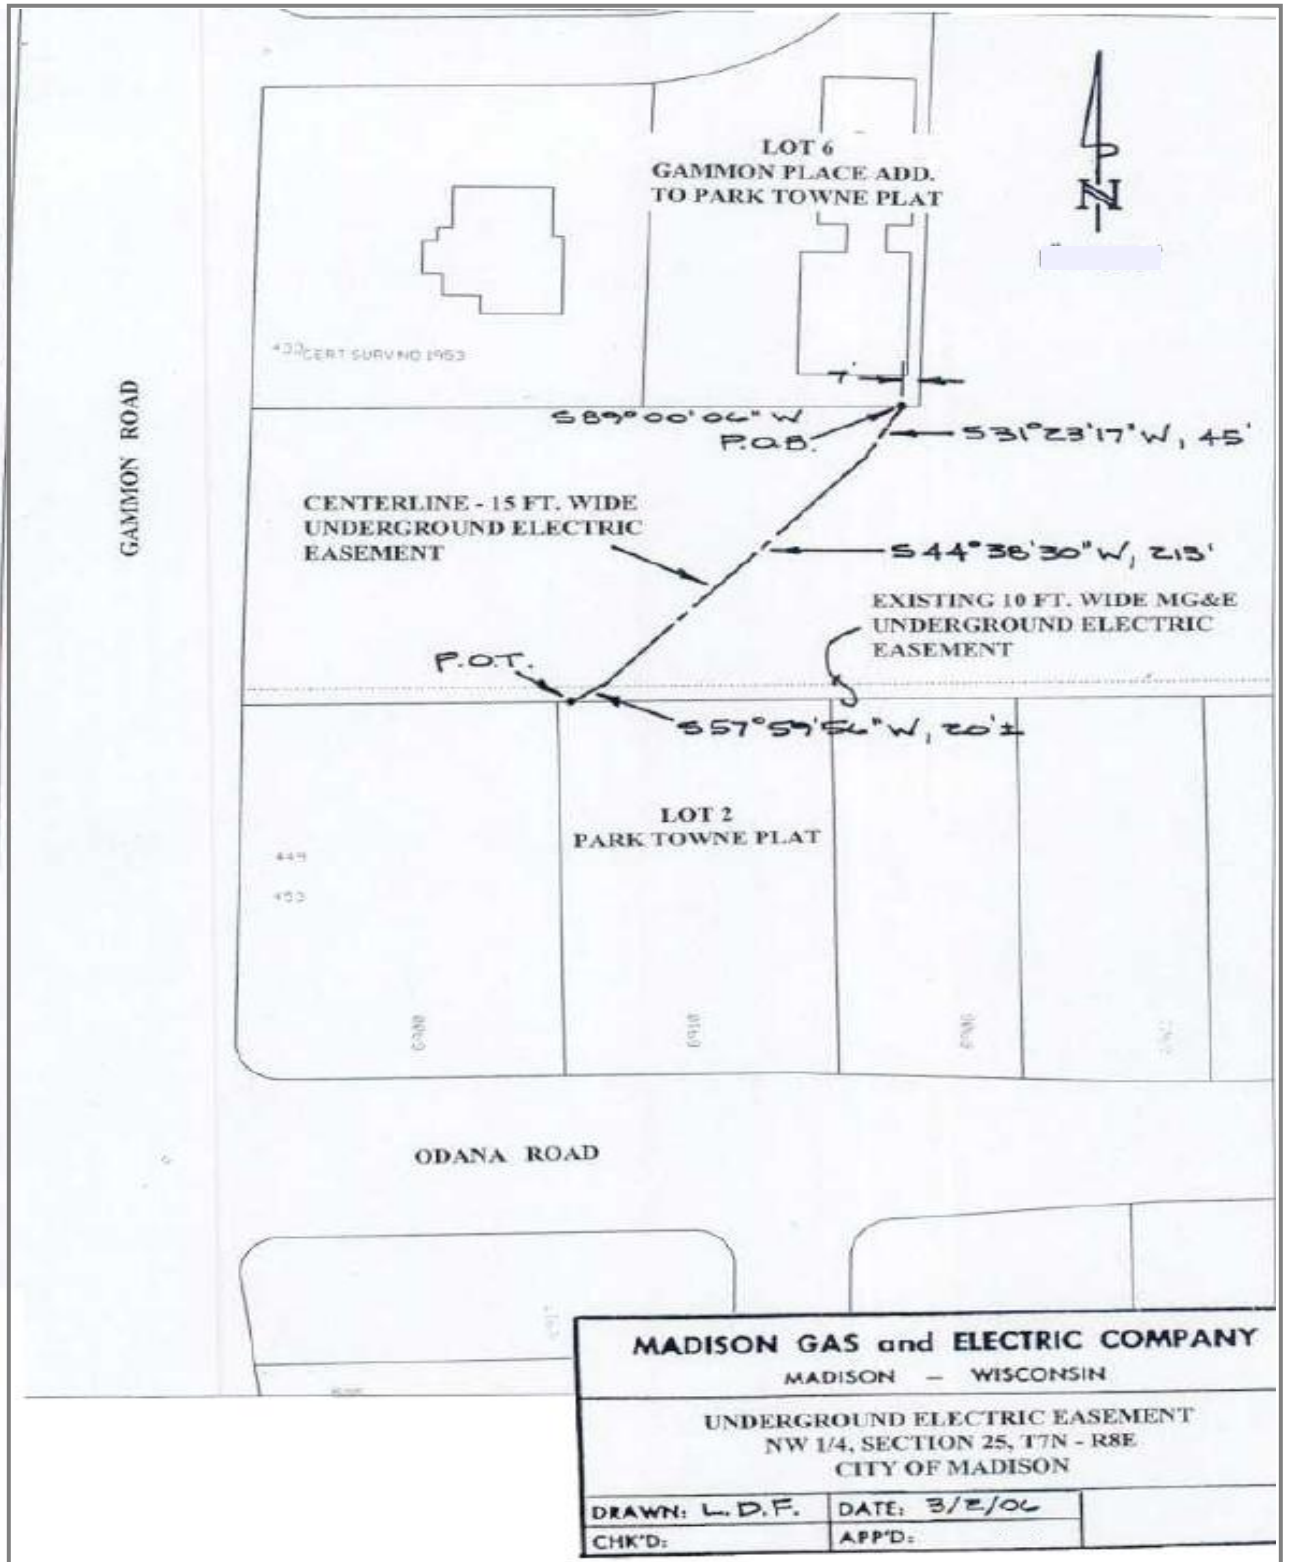 LOT 6
GAMMON PLACE ADD.
TO PARK TOWNE PLAT
N
CERT SURV NO 1953
GAMMON ROAD
7'
S89°00'06"W
P.O.B.
S31°23'17"W, 45'
CENTERLINE - 15 FT. WIDE
UNDERGROUND ELECTRIC
EASEMENT
S44°38'30"W, 213'
EXISTING 10 FT. WIDE MG&E
UNDERGROUND ELECTRIC
EASEMENT
P.O.T.
S57°59'56"W, 20'±
LOT 2
PARK TOWNE PLAT
449
453
6910
ODANA ROAD
MADISON GAS and ELECTRIC COMPANY
MADISON - WISCONSIN
UNDERGROUND ELECTRIC EASEMENT
NW 1/4, SECTION 25, T7N - R8E
CITY OF MADISON
DRAWN: L.D.F.
DATE: 3/2/06
CHK'D:
APP'D: